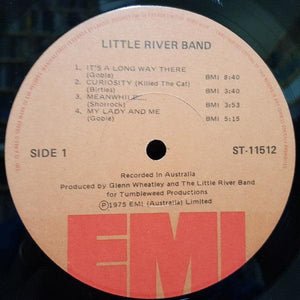 LITTLE RIVER BAND
1. IT'S A LONG WAY THERE
(Goble) BMI 8:40
2. CURIOSITY (Killed The Cat)
(Birtles) BMI 3:40
3. MEANWHILE....
(Shorrock) BMI 3:53
4. MY LADY AND ME
(Goble) BMI 5:15
SIDE 1 ST-11512
Recorded in Australia
Produced by Glenn Wheatley and The Little River Band
for Tumbleweed Productions
Ⓟ1975 EMI (Australia) Limited
EMI